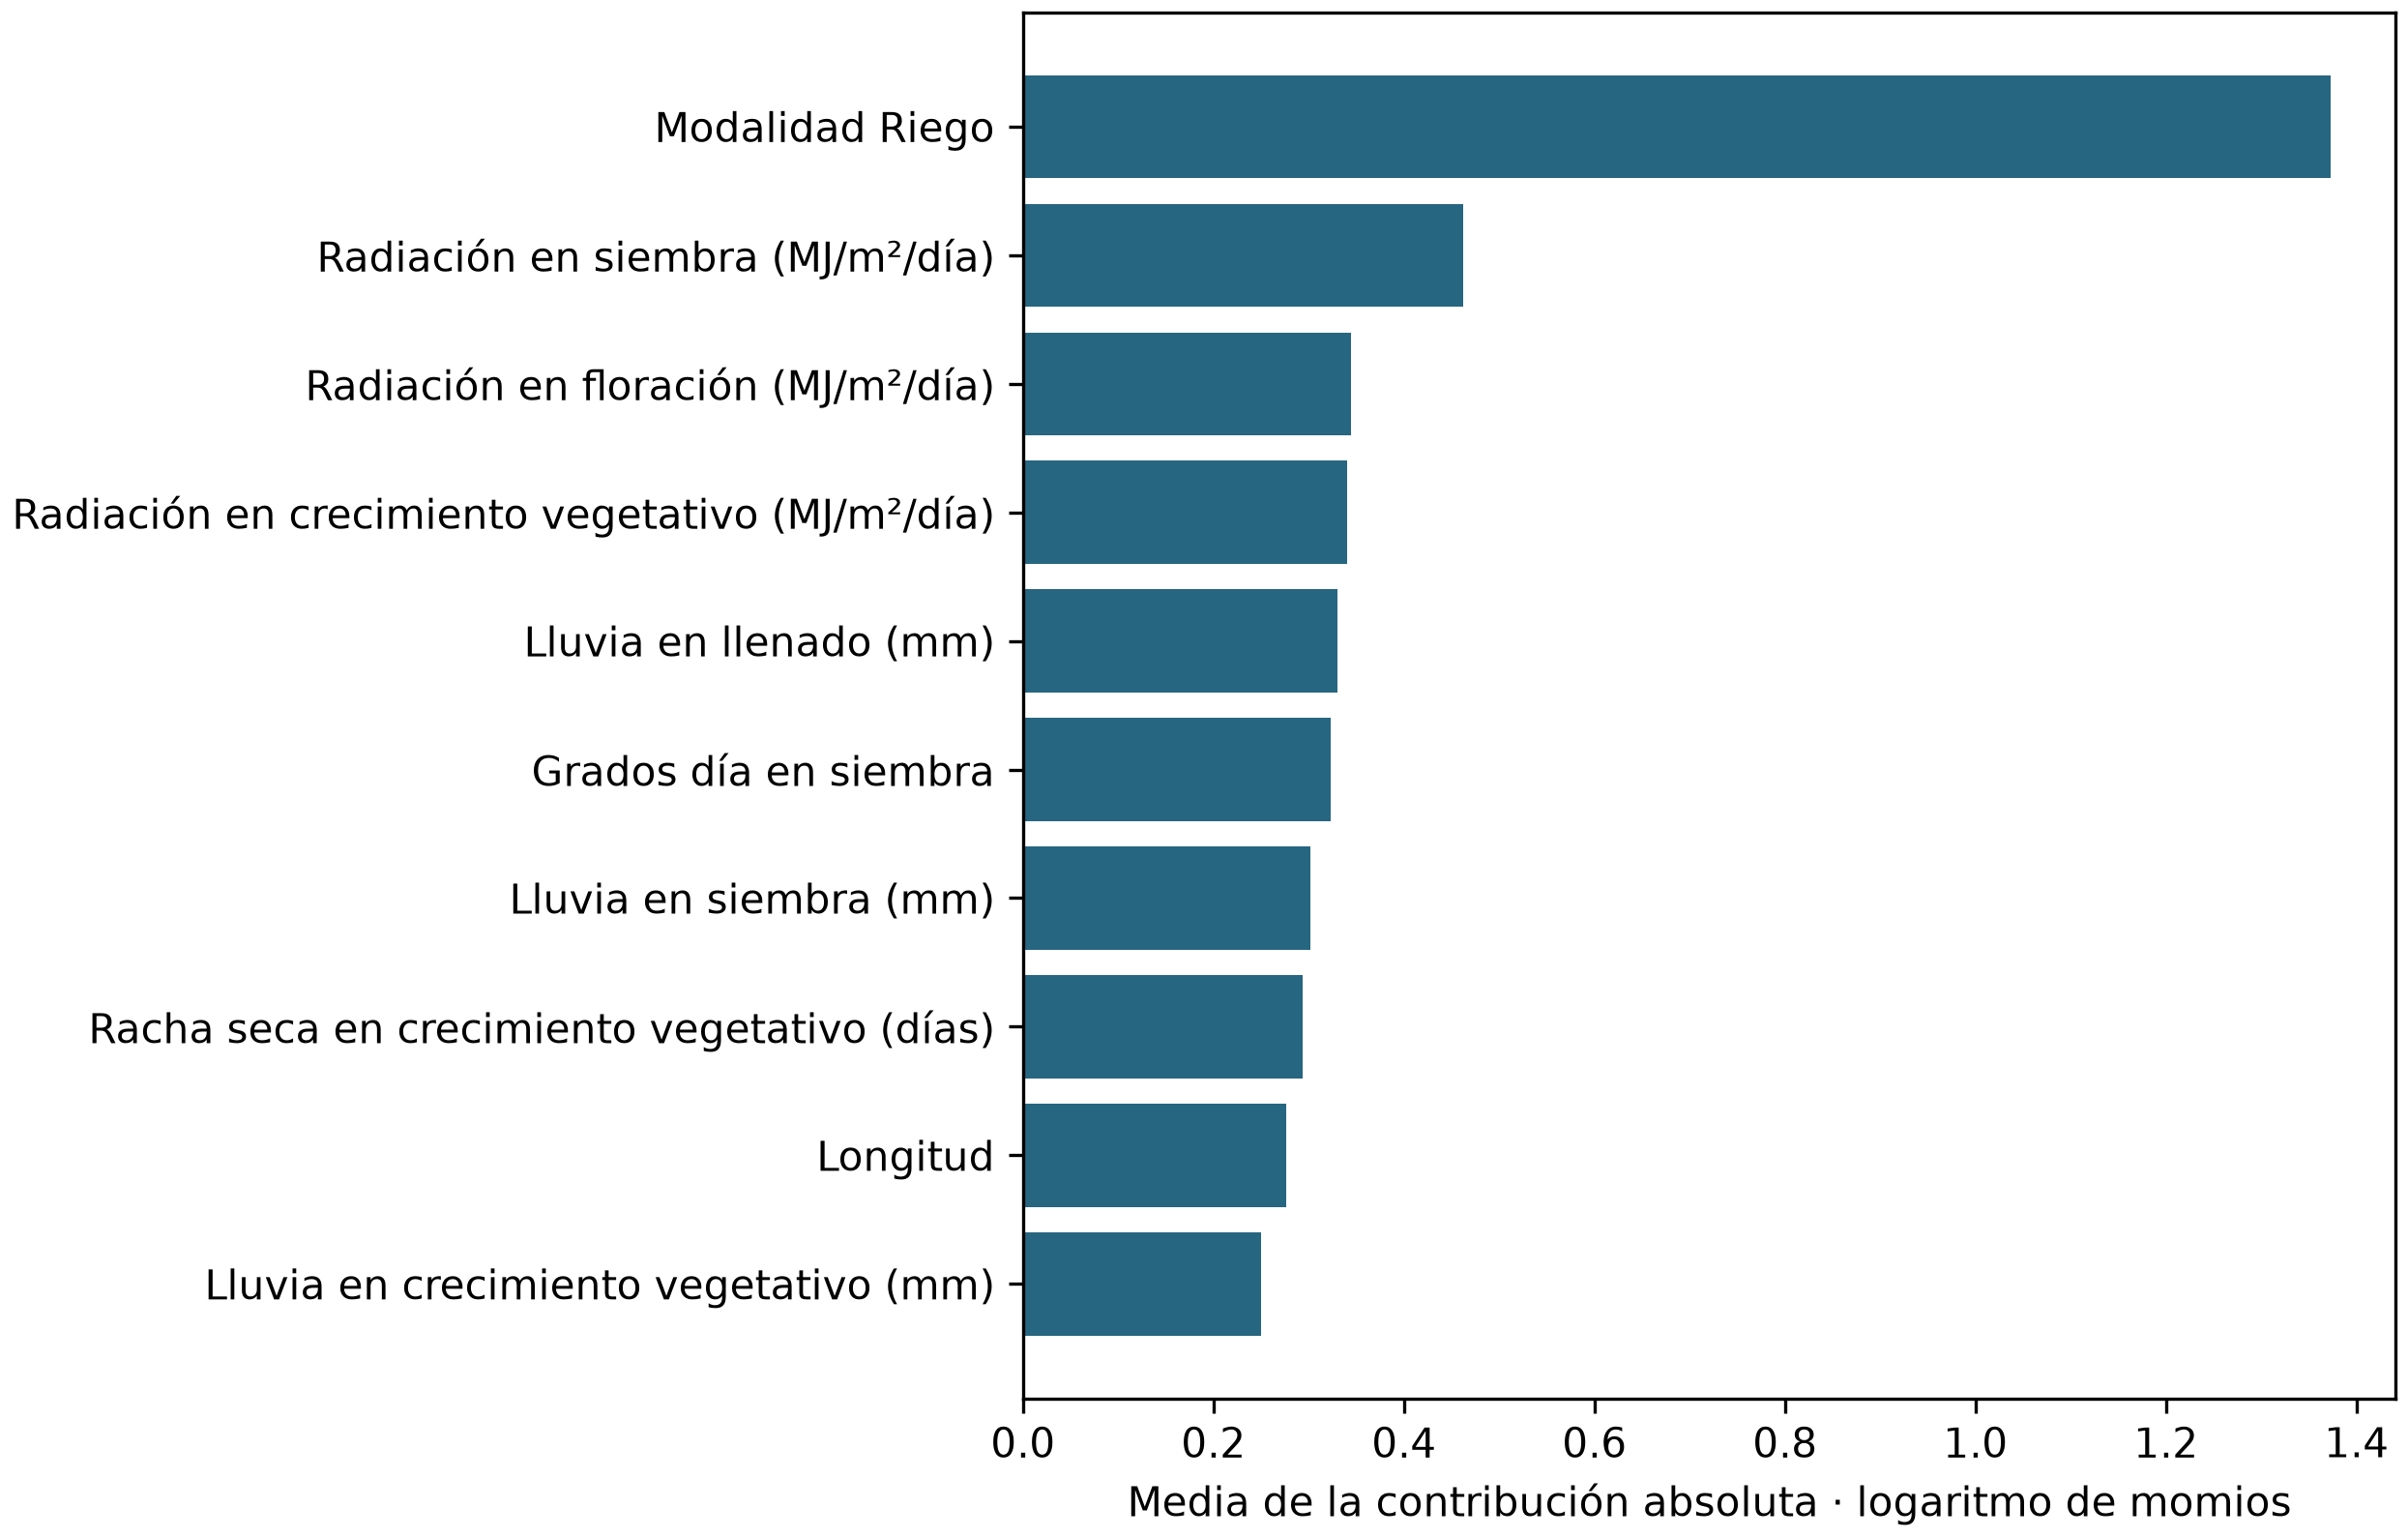 Modalidad Riego
Radiación en siembra (MJ/m²/día)
Radiación en floración (MJ/m²/día)
Radiación en crecimiento vegetativo (MJ/m²/día)
Lluvia en llenado (mm)
Grados día en siembra
Lluvia en siembra (mm)
Racha seca en crecimiento vegetativo (días)
Longitud
Lluvia en crecimiento vegetativo (mm)
0.0 0.2 0.4 0.6 0.8 1.0 1.2 1.4
Media de la contribución absoluta · logaritmo de momios